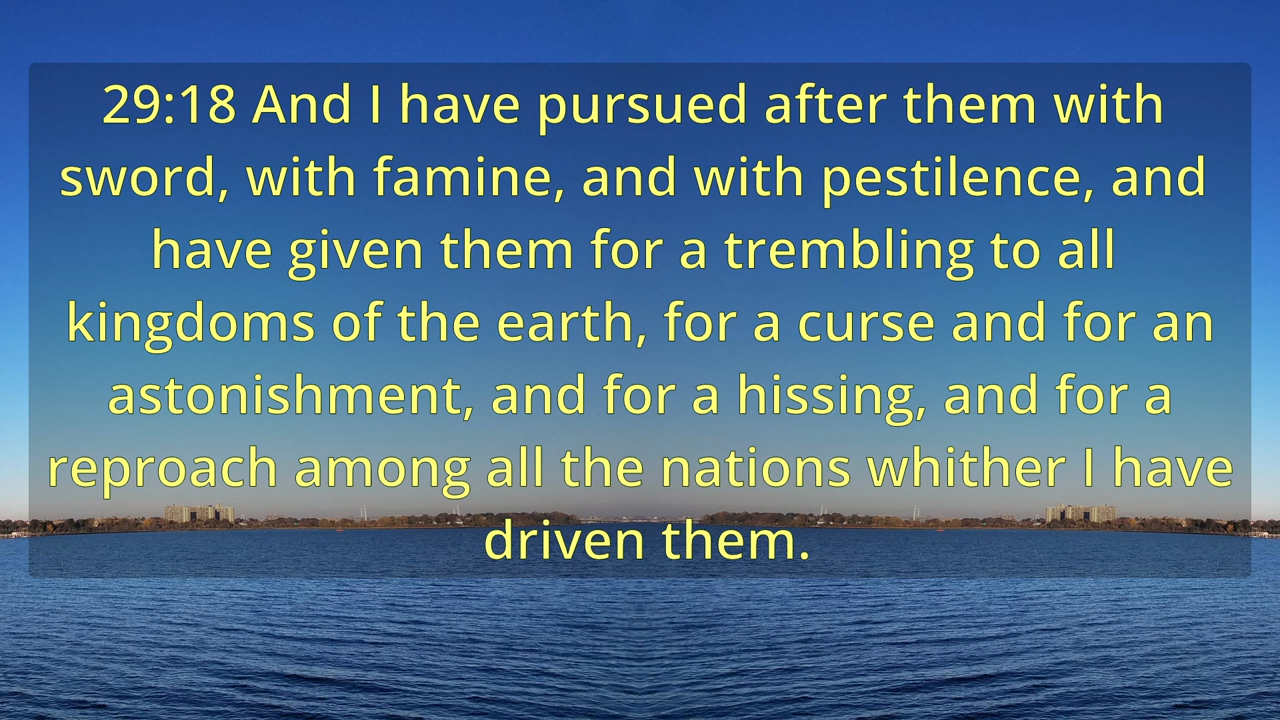 29:18 And I have pursued after them with
sword, with famine, and with pestilence, and
have given them for a trembling to all
kingdoms of the earth, for a curse and for an
astonishment, and for a hissing, and for a
reproach among all the nations whither I have
driven them.